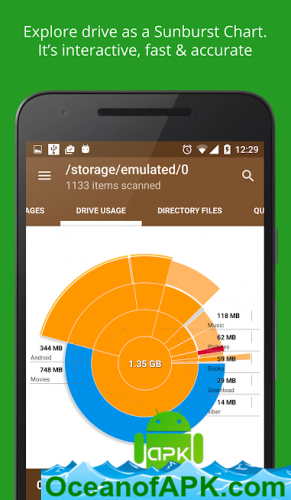 Explore drive as a Sunburst Chart.
It's interactive, fast & accurate
12:29
/storage/emulated/0
1133 items scanned
AGES DRIVE USAGE DIRECTORY FILES QU
118 MB
Music
62 MB
344 MB
Android
1.35 GB
59 MB
Books
748 MB
Movies
29 MB
Download
14 MB
viber
apk
OceanofAPK.com